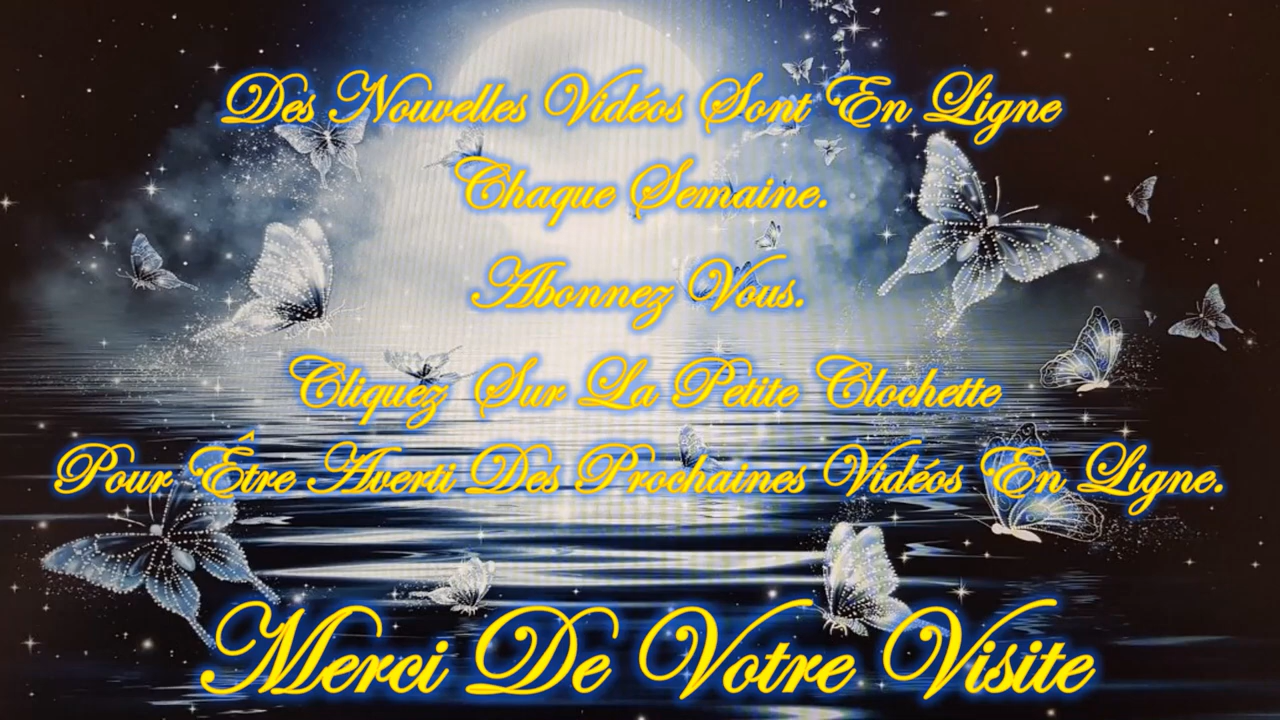 Des Nouvelles Vidéos Sont En Ligne
Chaque Semaine.
Abonnez Vous.
Cliquez Sur La Petite Clochette
Pour Être Averti Des Prochaines Vidéos En Ligne.
Merci De Votre Visite